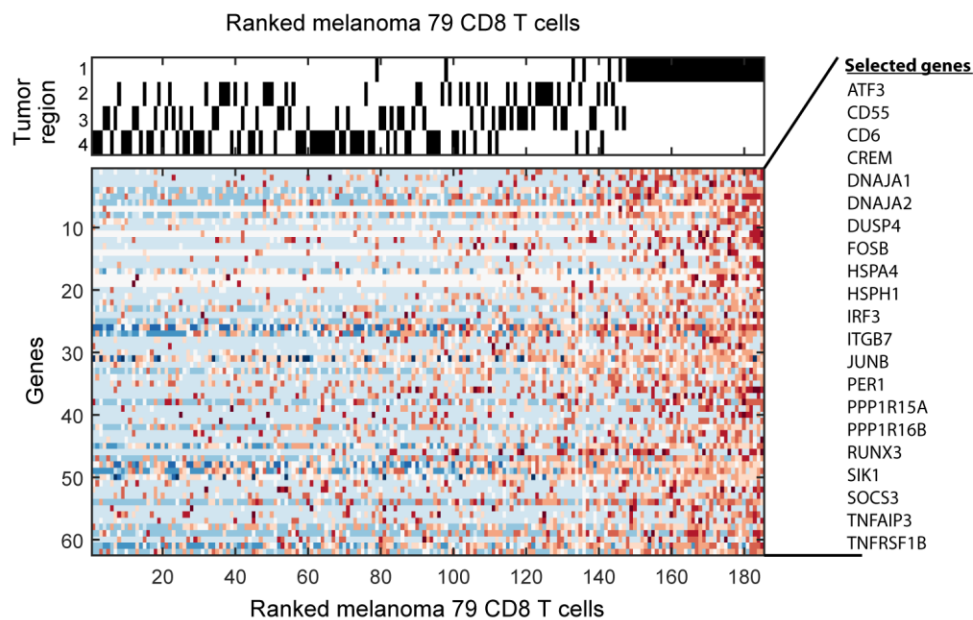 Ranked melanoma 79 CD8 T cells
Tumor
region
1
2
3
4
Genes
10
20
30
40
50
60
20 40 60 80 100 120 140 160 180
Ranked melanoma 79 CD8 T cells
Selected genes
ATF3
CD55
CD6
CREM
DNAJA1
DNAJA2
DUSP4
FOSB
HSPA4
HSPH1
IRF3
ITGB7
JUNB
PER1
PPP1R15A
PPP1R16B
RUNX3
SIK1
SOCS3
TNFAIP3
TNFRSF1B